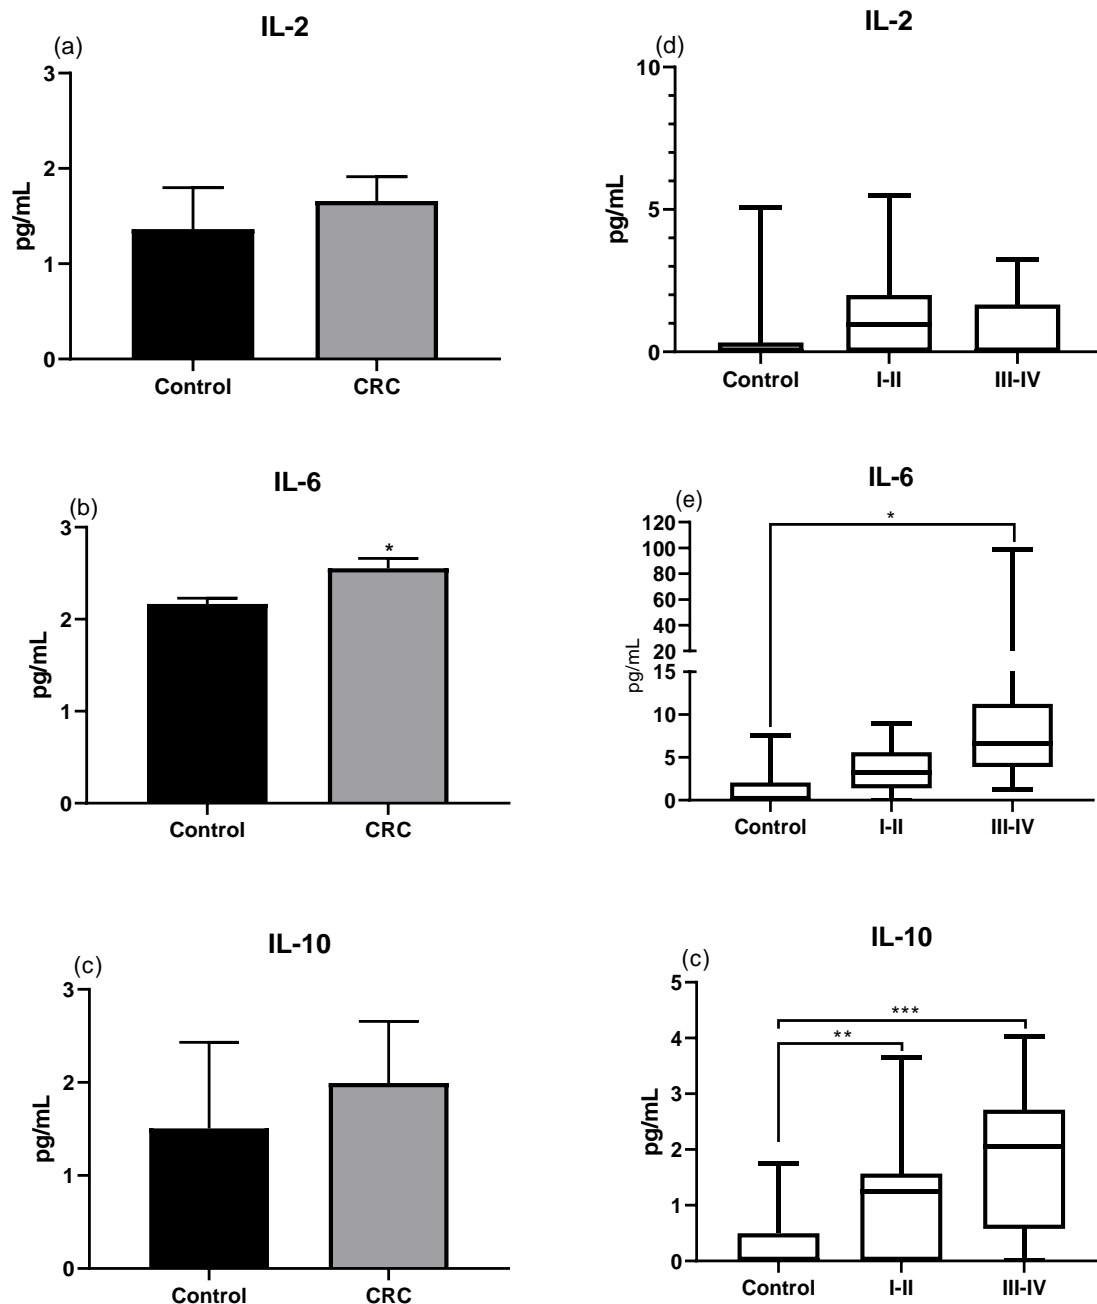 IL-2
(a)
3
2
1
0
pg/mL
Control
CRC
IL-2
(d)
10
5
0
pg/mL
Control
I-II
III-IV
IL-6
(b)
3
2
1
0
pg/mL
*
Control
CRC
IL-6
(e)
120
100
80
60
40
20
15
10
5
0
pg/mL
*
Control
I-II
III-IV
IL-10
(c)
3
2
1
0
pg/mL
Control
CRC
IL-10
(c)
5
4
3
2
1
0
pg/mL
***
**
Control
I-II
III-IV